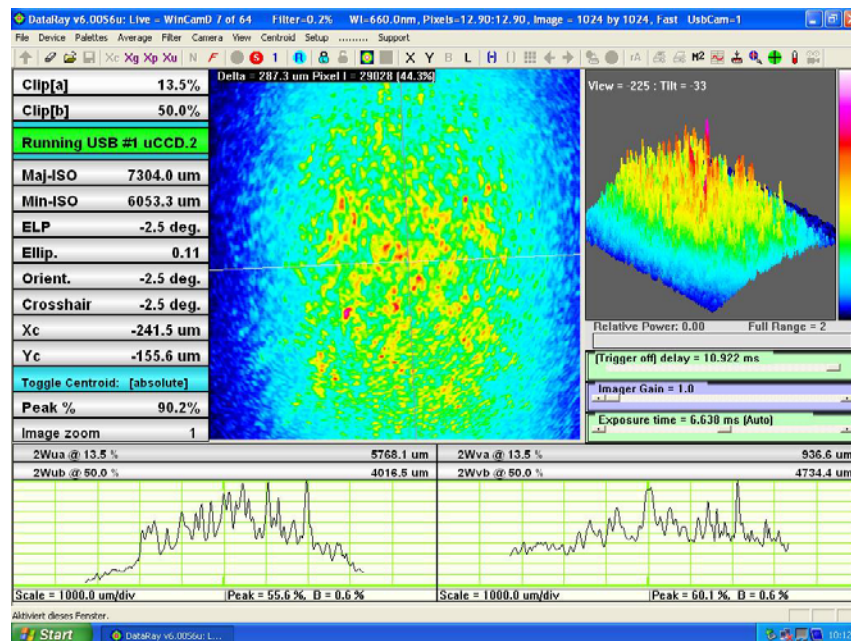 DataRay v6.0056u: Live = WinCamD 7 of 64 Filter=0.2% Wl=660.0nm, Pixels=12.90:12.90, Image = 1024 by 1024, Fast UsbCam=1
File Device Palettes Average Filter Camera View Centroid Setup ......... Support
Xc Xg Xp Xu N F S 1 R X Y B L rA M2
Clip[a] 13.5%
Clip[b] 50.0%
Running USB #1 uCCD.2
Maj-ISO 7304.0 um
Min-ISO 6053.3 um
ELP -2.5 deg.
Ellip. 0.11
Orient. -2.5 deg.
Crosshair -2.5 deg.
Xc -241.5 um
Yc -155.6 um
Toggle Centroid: [absolute]
Peak % 90.2%
Image zoom 1
Delta = 287.3 um Pixel I = 29028 (44.3%)
View = -225 : Tilt = -33
Relative Power: 0.00 Full Range = 2
(Trigger off) delay = 10.922 ms
Imager Gain = 1.0
Exposure time = 6.638 ms (Auto)
2Wua @ 13.5 % 5768.1 um
2Wub @ 50.0 % 4016.5 um
Scale = 1000.0 um/div Peak = 55.6 %, B = 0.6 %
2Wva @ 13.5 % 936.6 um
2Wvb @ 50.0 % 4734.4 um
Scale = 1000.0 um/div Peak = 60.1 %, B = 0.6 %
Aktiviert dieses Fenster.
Start DataRay v6.0056u: L...